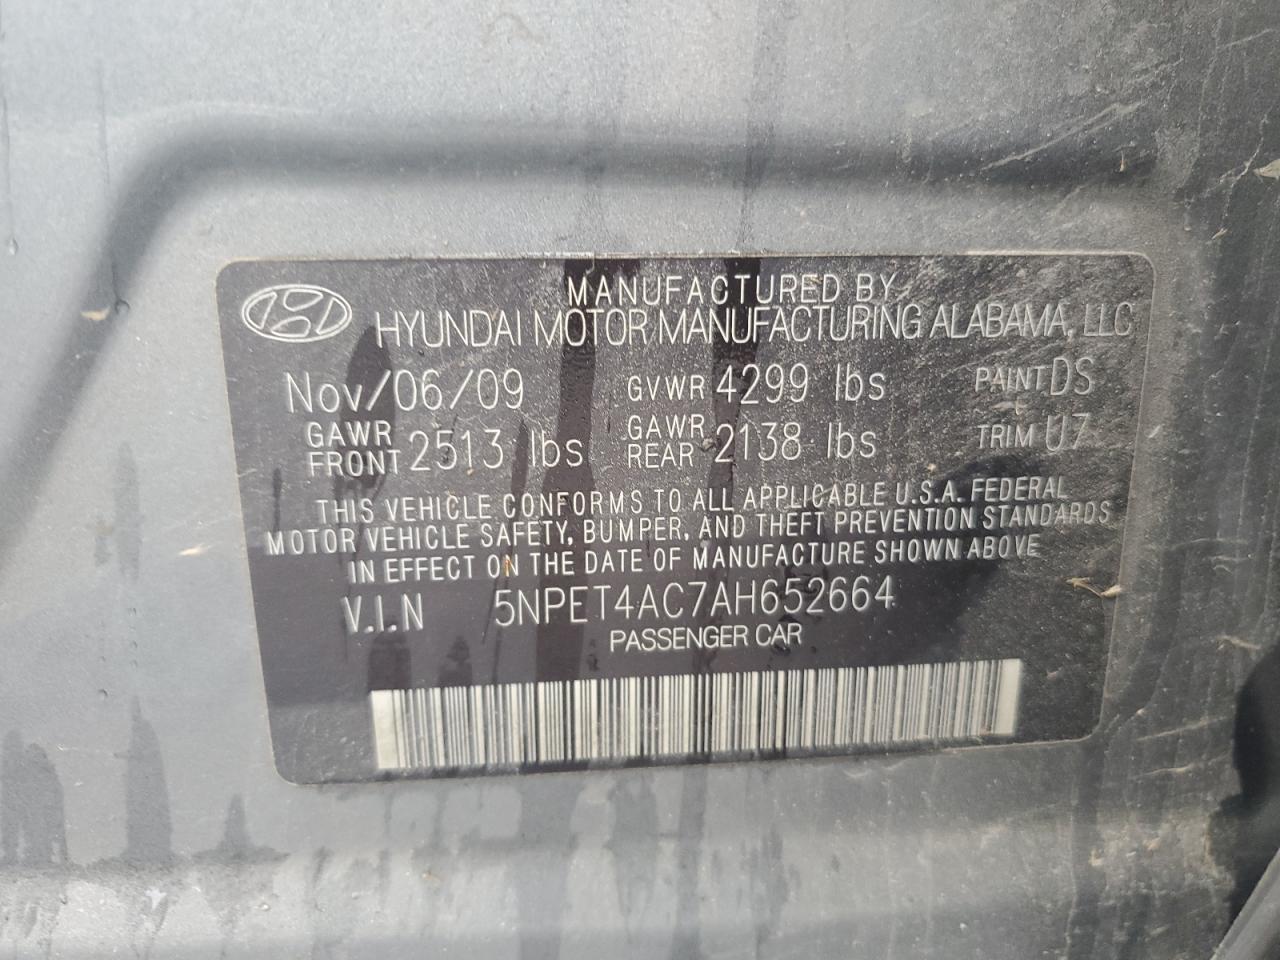 MANUFACTURED BY
HYUNDAI MOTOR MANUFACTURING ALABAMA, LLC
Nov/06/09 GVWR 4299 lbs PAINT DS
GAWR FRONT 2513 lbs GAWR REAR 2138 lbs TRIM U7
THIS VEHICLE CONFORMS TO ALL APPLICABLE U.S.A. FEDERAL
MOTOR VEHICLE SAFETY, BUMPER, AND THEFT PREVENTION STANDARDS
IN EFFECT ON THE DATE OF MANUFACTURE SHOWN ABOVE
V.I.N 5NPET4AC7AH652664
PASSENGER CAR